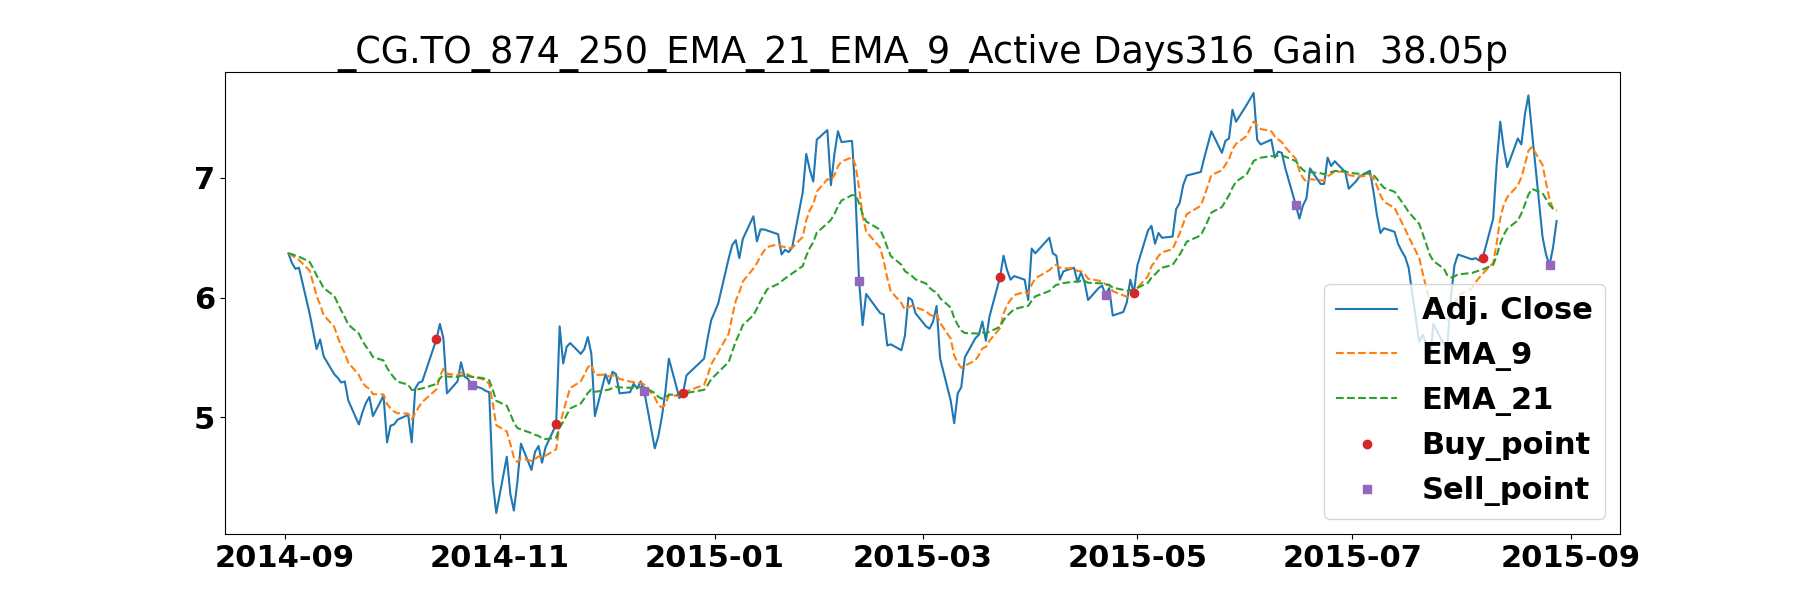 _CG.TO_874_250_EMA_21_EMA_9_Active Days316_Gain  38.05p
7
6
5
Adj. Close
EMA_9
EMA_21
Buy_point
Sell_point
2014-09 2014-11 2015-01 2015-03 2015-05 2015-07 2015-09